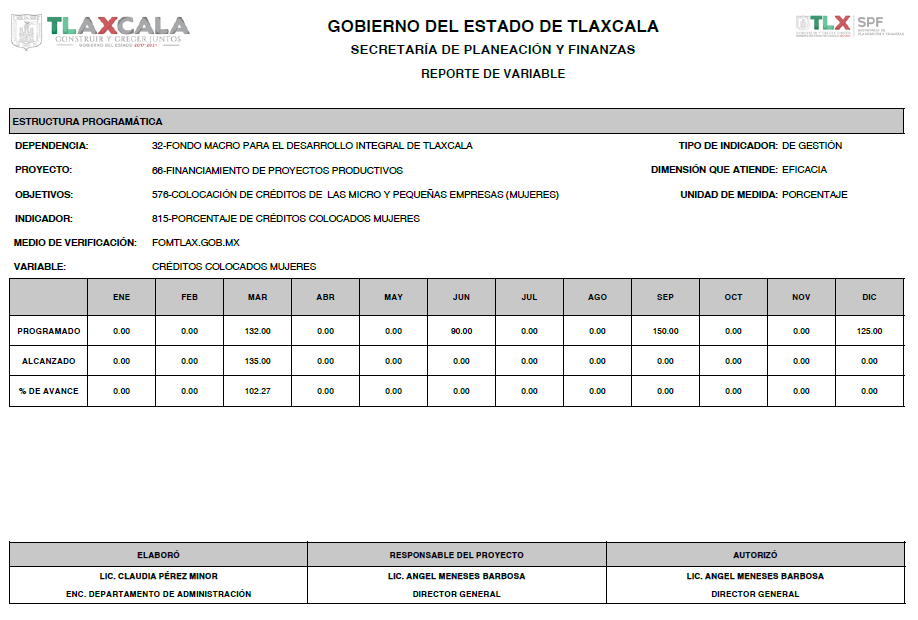 TLAXCALA
CONSTRUIR Y CRECER JUNTOS
GOBIERNO DEL ESTADO 2017-2021
GOBIERNO DEL ESTADO DE TLAXCALA
SECRETARÍA DE PLANEACIÓN Y FINANZAS
REPORTE DE VARIABLE
TLX SPF
ESTRUCTURA PROGRAMÁTICA
DEPENDENCIA: 32-FONDO MACRO PARA EL DESARROLLO INTEGRAL DE TLAXCALA TIPO DE INDICADOR: DE GESTIÓN
PROYECTO: 66-FINANCIAMIENTO DE PROYECTOS PRODUCTIVOS DIMENSIÓN QUE ATIENDE: EFICACIA
OBJETIVOS: 576-COLOCACIÓN DE CRÉDITOS DE LAS MICRO Y PEQUEÑAS EMPRESAS (MUJERES) UNIDAD DE MEDIDA: PORCENTAJE
INDICADOR: 815-PORCENTAJE DE CRÉDITOS COLOCADOS MUJERES
MEDIO DE VERIFICACIÓN: FOMTLAX.GOB.MX
VARIABLE: CRÉDITOS COLOCADOS MUJERES
ENE FEB MAR ABR MAY JUN JUL AGO SEP OCT NOV DIC
PROGRAMADO 0.00 0.00 132.00 0.00 0.00 90.00 0.00 0.00 150.00 0.00 0.00 125.00
ALCANZADO 0.00 0.00 135.00 0.00 0.00 0.00 0.00 0.00 0.00 0.00 0.00 0.00
% DE AVANCE 0.00 0.00 102.27 0.00 0.00 0.00 0.00 0.00 0.00 0.00 0.00 0.00
ELABORÓ RESPONSABLE DEL PROYECTO AUTORIZÓ
LIC. CLAUDIA PÉREZ MINOR LIC. ANGEL MENESES BARBOSA LIC. ANGEL MENESES BARBOSA
ENC. DEPARTAMENTO DE ADMINISTRACIÓN DIRECTOR GENERAL DIRECTOR GENERAL